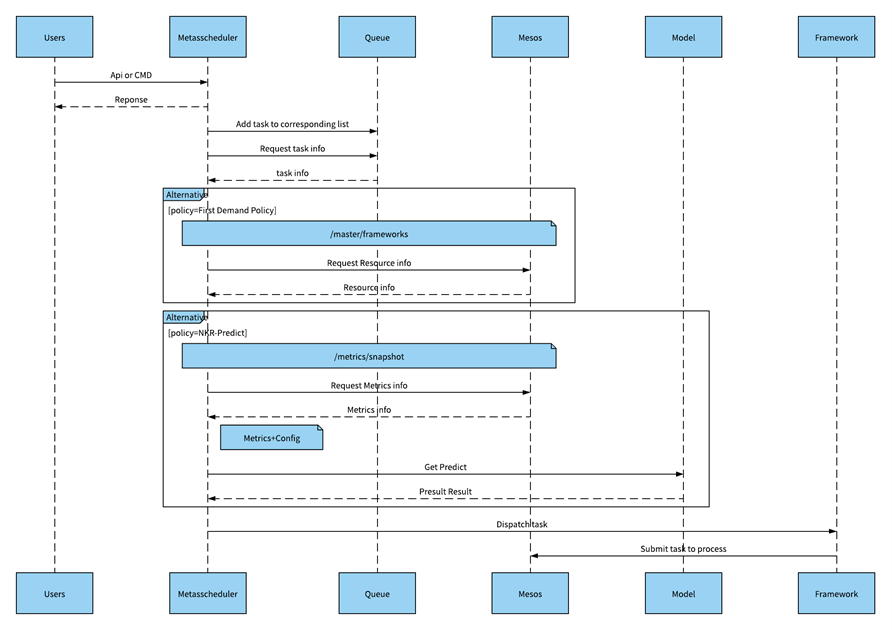 Users
Metasscheduler
Queue
Mesos
Model
Framework
Api or CMD
Reponse
Add task to corresponding list
Request task info
task info
Alternative
[policy=First Demand Policy]
/master/frameworks
Request Resource info
Resource info
Alternative
[policy=NKR-Predict]
/metrics/snapshot
Request Metrics info
Metrics info
Metrics+Config
Get Predict
Presult Result
Dispatch task
Submit task to process
Users
Metasscheduler
Queue
Mesos
Model
Framework